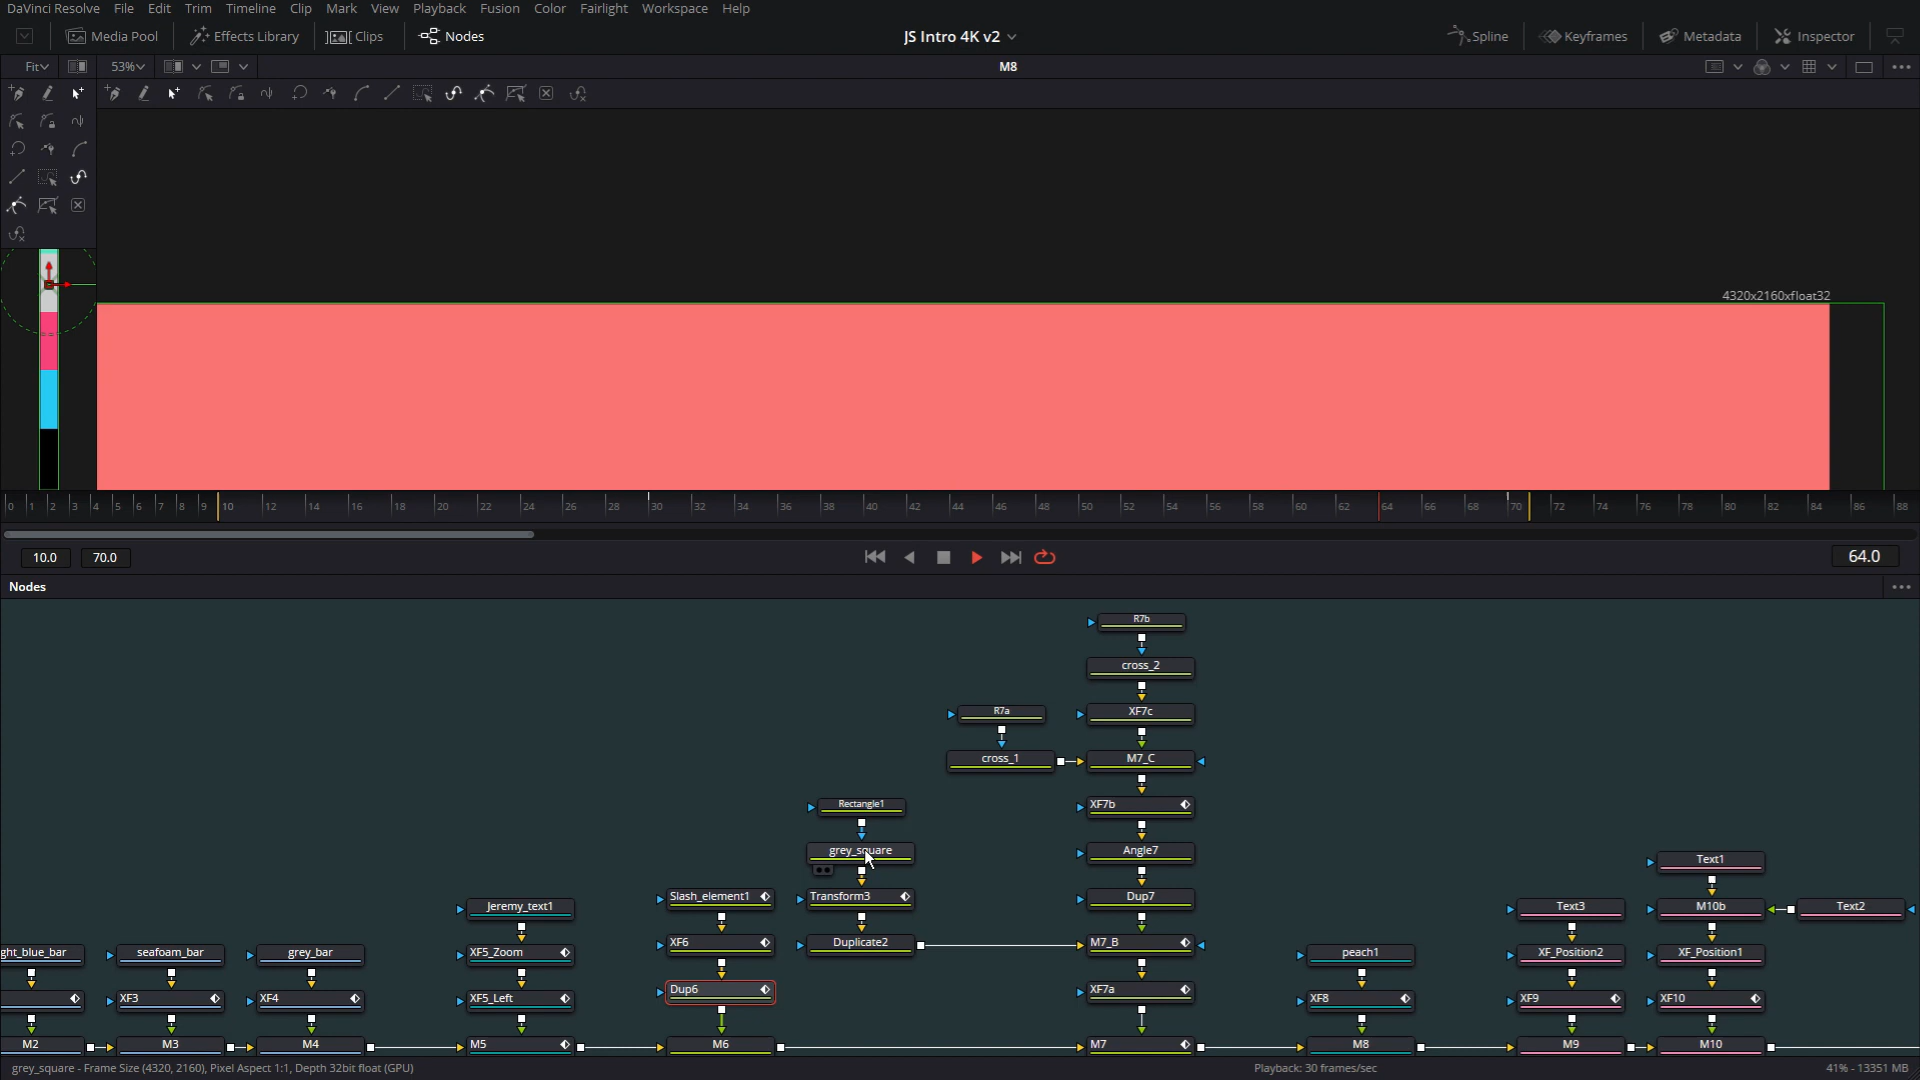 DaVinci Resolve File Edit Trim Timeline Clip Mark View Playback Fusion Color Fairlight Workspace Help
Media Pool Effects Library Clips Nodes JS Intro 4K v2 Spline Keyframes Metadata Inspector
Fit 53% M8
4320x2160xfloat32
0 1 2 3 4 5 6 7 8 9 10 12 14 16 18 20 22 24 26 28 30 32 34 36 38 40 42 44 46 48 50 52 54 56 58 60 62 64 66 68 70 72 74 76 78 80 82 84 86 88
10.0 70.0 64.0
Nodes
R7b
cross_2
R7a XF7c
cross_1 M7_C
Rectangle1 XF7b
grey_square Angle7 Text1
Slash_element1 Transform3 Dup7
Jeremy_text1 Text3 M10b Text2
XF6 Duplicate2 M7_B
ght_blue_bar seafoam_bar grey_bar XF5_Zoom peach1 XF_Position2 XF_Position1
Dup6 XF7a
XF3 XF4 XF5_Left XF8 XF9 XF10
M2 M3 M4 M5 M6 M7 M8 M9 M10
grey_square - Frame Size (4320, 2160), Pixel Aspect 1:1, Depth 32bit float (GPU) Playback: 30 frames/sec 41% - 13351 MB